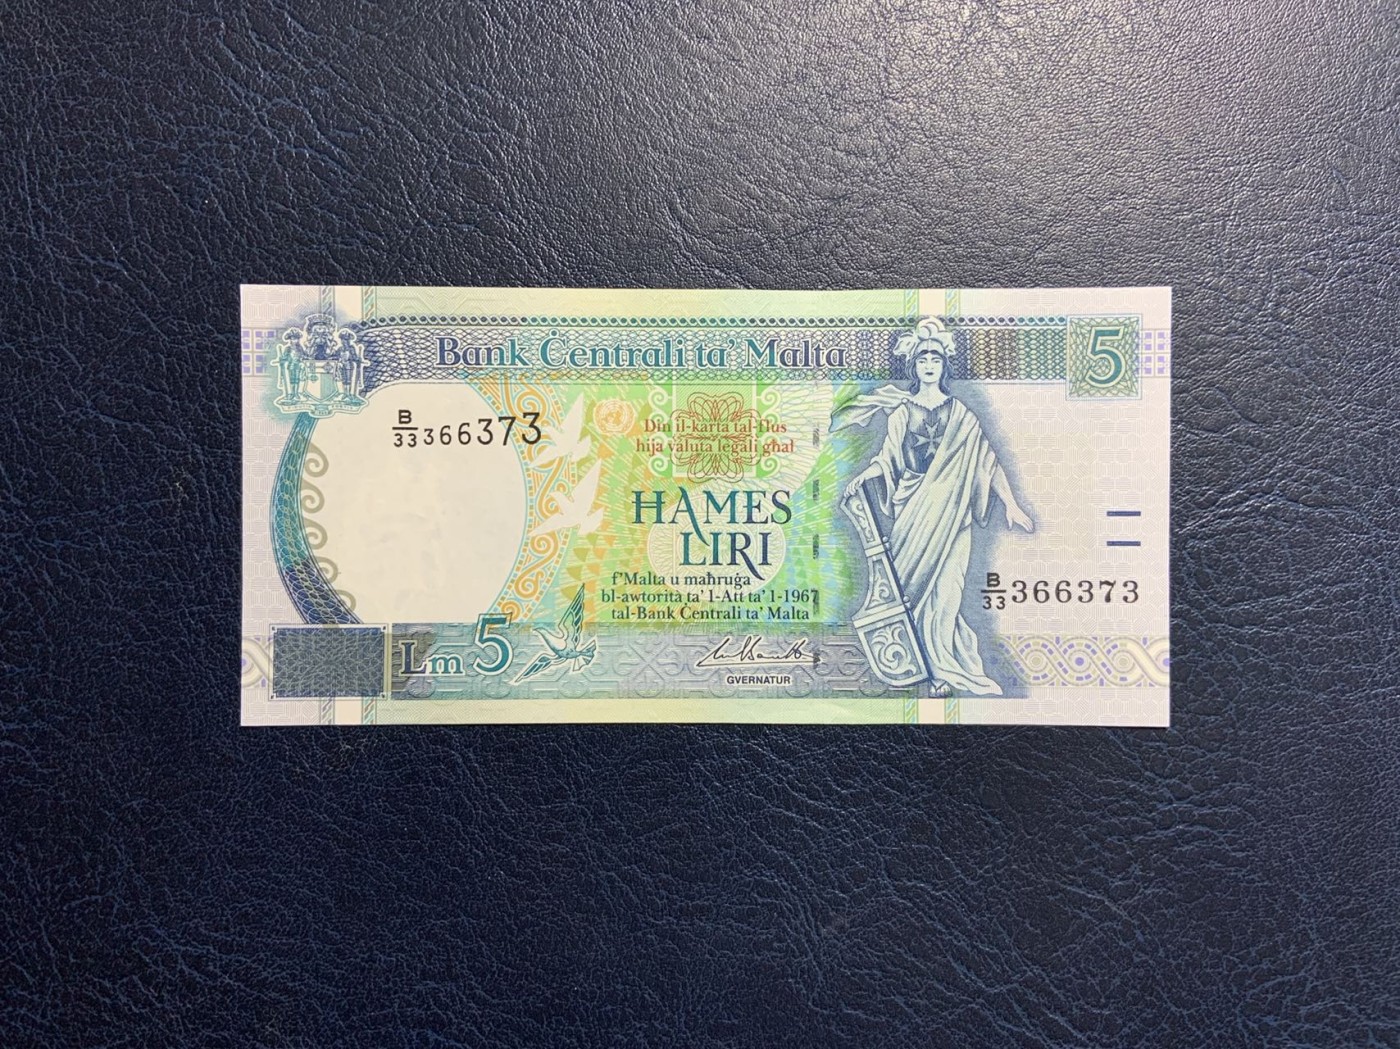 Bank Ċentrali ta' Malta
5
B/33 366373
Din il-karta tal-flus
hija valuta legali għal
ĦAMES
LIRI
f'Malta u maħruġa
bl-awtorità ta' l-Att ta' l-1967
tal-Bank Ċentrali ta' Malta
B/33 366373
Lm 5
GVERNATUR